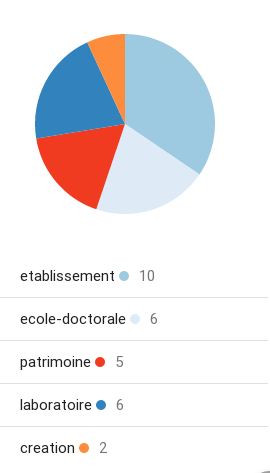 etablissement 10
ecole-doctorale 6
patrimoine 5
laboratoire 6
creation 2